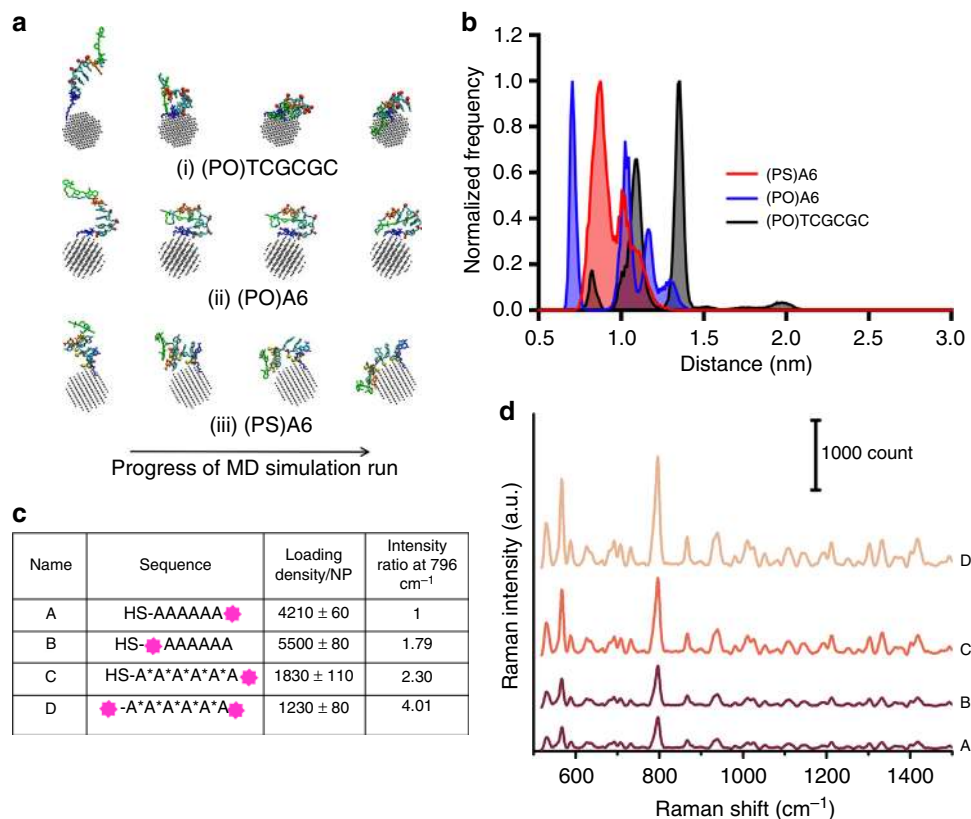 a
(i) (PO)TCGCGC
(ii) (PO)A6
(iii) (PS)A6
Progress of MD simulation run
b
Normalized frequency
1.2
1.0
0.8
0.6
0.4
0.2
0.0
0.5 1.0 1.5 2.0 2.5 3.0
Distance (nm)
(PS)A6
(PO)A6
(PO)TCGCGC
c
Name Sequence Loading density/NP Intensity ratio at 796 cm⁻¹
A HS-AAAAAA 4210 ± 60 1
B HS- AAAAAA 5500 ± 80 1.79
C HS-A*A*A*A*A*A 1830 ± 110 2.30
D -A*A*A*A*A*A 1230 ± 80 4.01
d
1000 count
Raman intensity (a.u.)
D
C
B
A
600 800 1000 1200 1400
Raman shift (cm⁻¹)